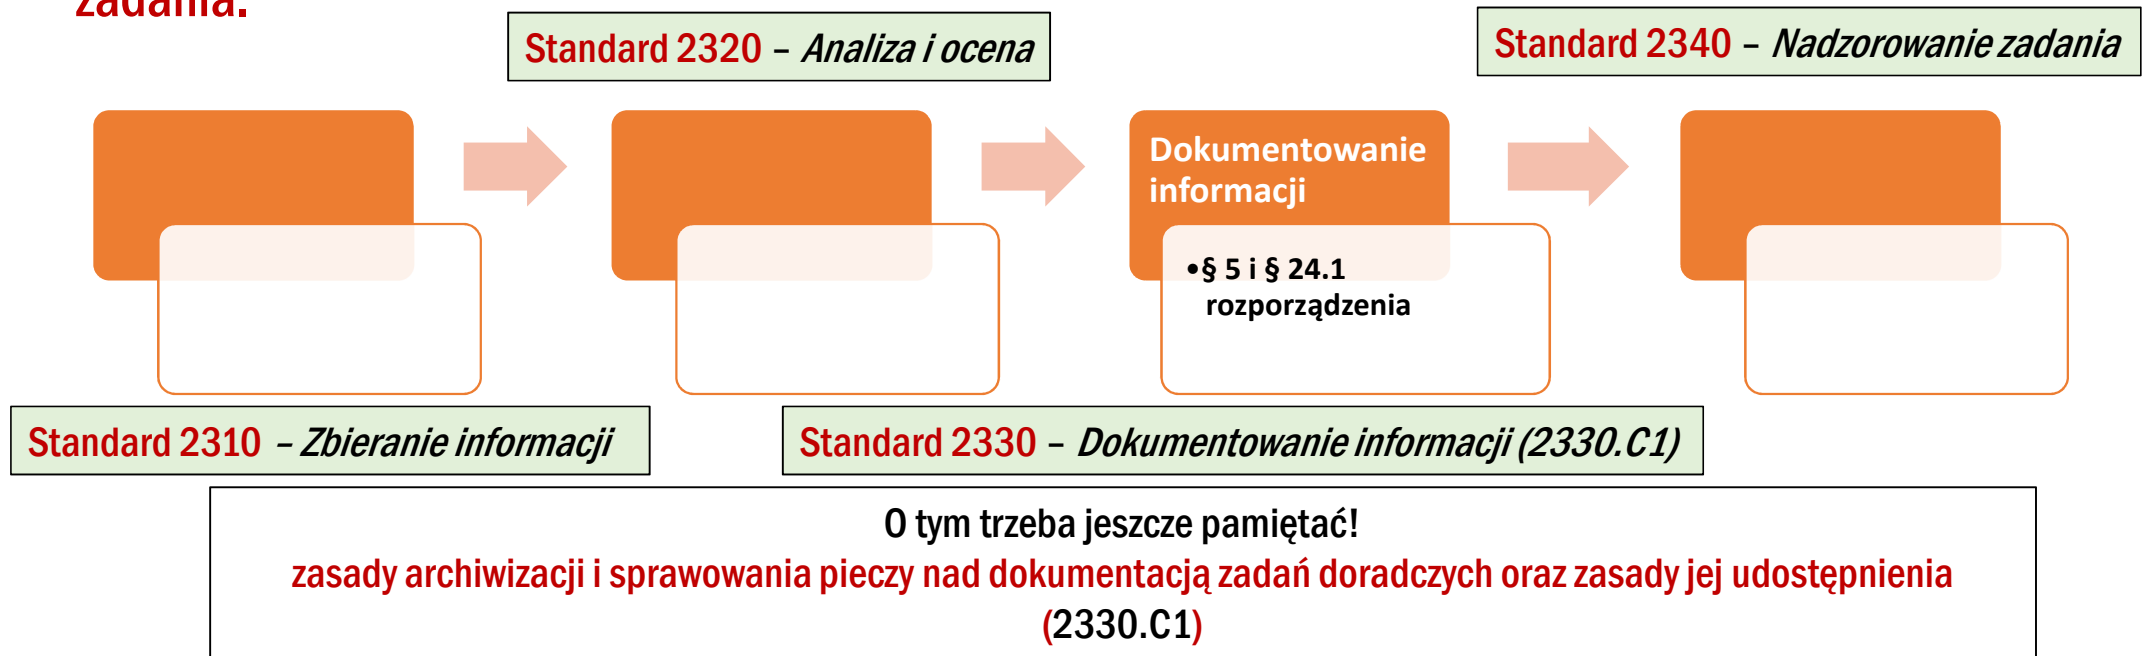 zadania.
Standard 2320 – Analiza i ocena
Standard 2340 – Nadzorowanie zadania
Dokumentowanie
informacji
•§ 5 i § 24.1
rozporządzenia
Standard 2310 – Zbieranie informacji
Standard 2330 – Dokumentowanie informacji (2330.C1)
O tym trzeba jeszcze pamiętać!
zasady archiwizacji i sprawowania pieczy nad dokumentacją zadań doradczych oraz zasady jej udostępnienia
(2330.C1)